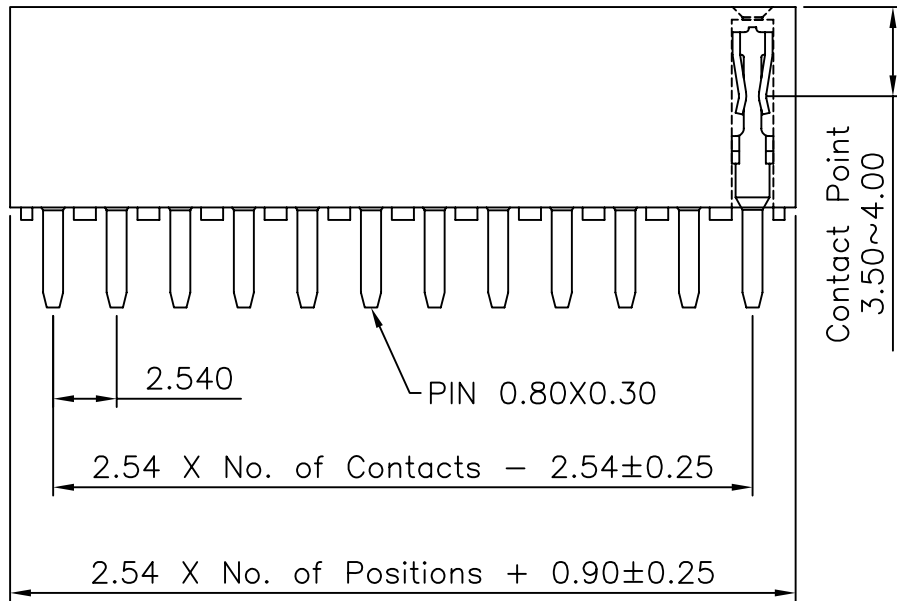 Contact Point
3.50~4.00
2.540
PIN 0.80X0.30
2.54 X No. of Contacts - 2.54±0.25
2.54 X No. of Positions + 0.90±0.25